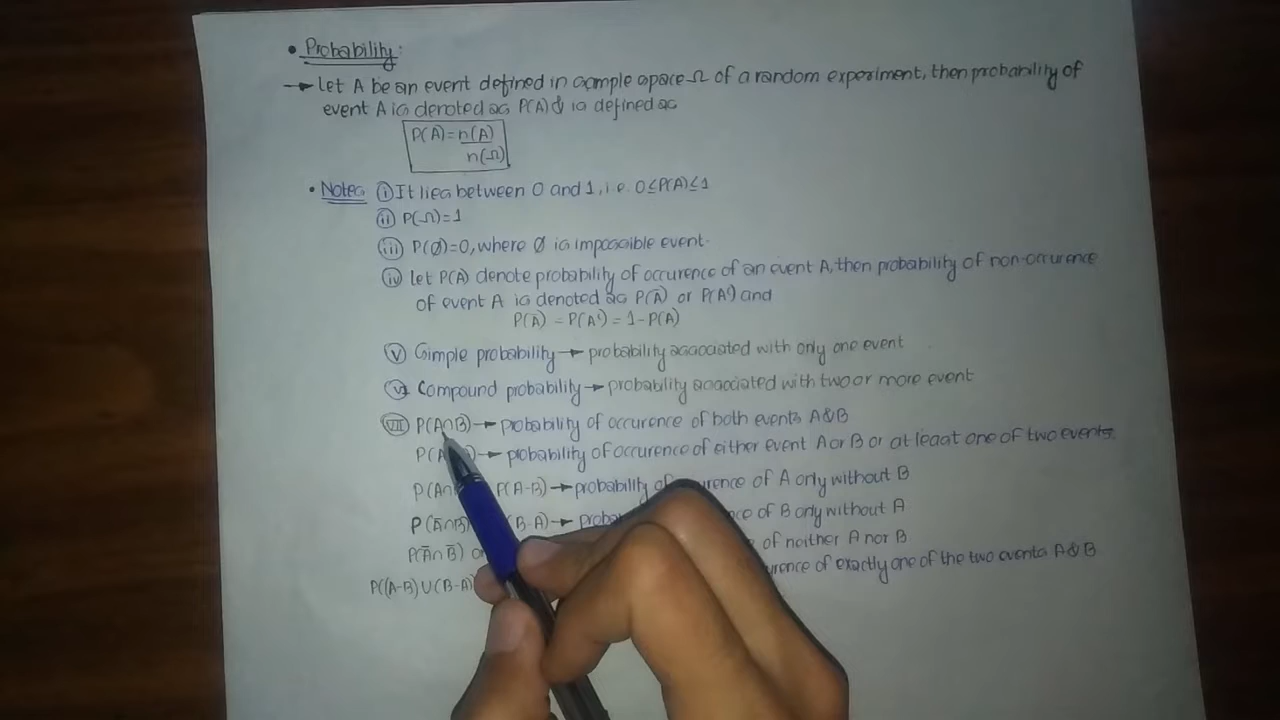 • Probability:
→ Let A be an event defined in sample space Ω of a random experiment, then probability of
event A is denoted as P(A) & is defined as
P(A) = n(A)
n(Ω)
• Notes (i) It lies between 0 and 1, i.e. 0 ≤ P(A) ≤ 1
(ii) P(Ω) = 1
(iii) P(Ø) = 0, where Ø is impossible event.
(iv) let P(A) denote probability of occurence of an event A, then probability of non-occurence
of event A is denoted as P(A̅) or P(A') and
P(A̅) = P(A') = 1 - P(A)
(v) Simple probability → probability associated with only one event
(vi) Compound probability → probability associated with two or more event
(vii) P(A∩B) → probability of occurence of both events A & B
P(A → probability of occurence of either event A or B or at least one of two events.
P(A∩ P(A-B) → probability of occurence of A only without B
P(A̅∩B) (B-A) → of B only without A
P(A̅∩B̅) of neither A nor B
P((A-B)∪(B-A) of exactly one of the two events A & B